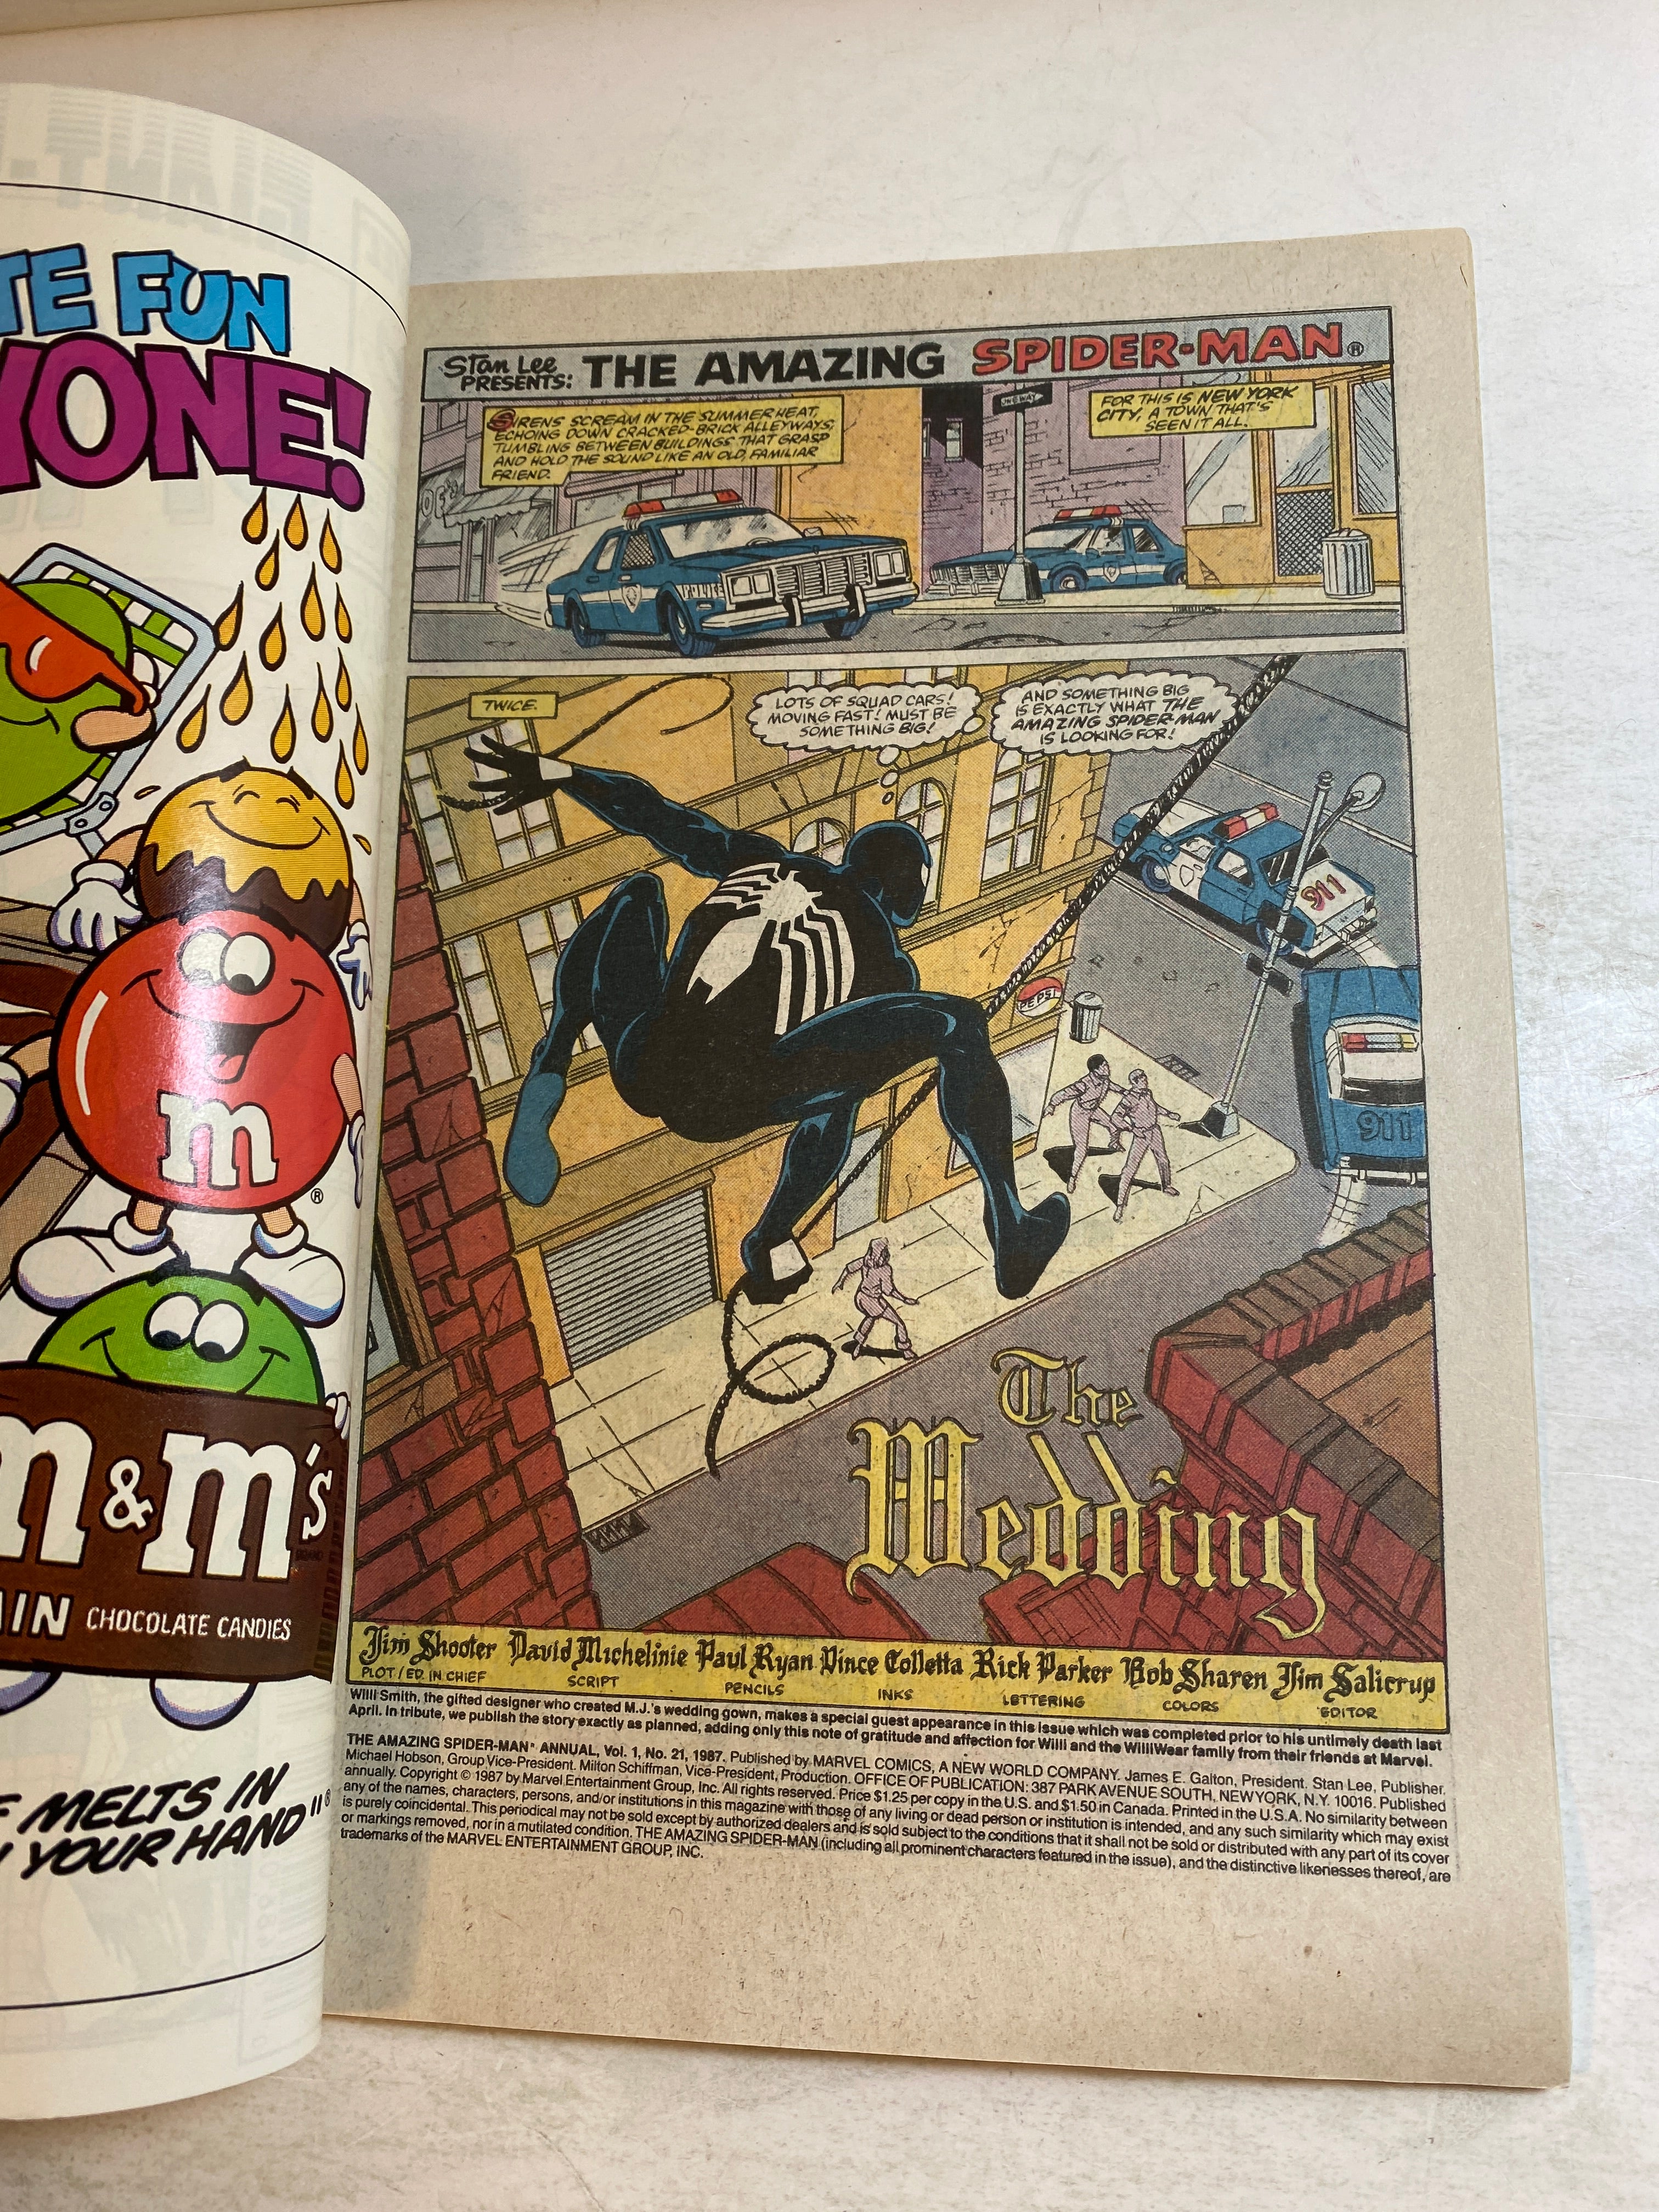 TE FUN
YONE!
m
®
m&m's
BRAND
AIN CHOCOLATE CANDIES
MELTS IN
YOUR HAND"®
Stan Lee
PRESENTS: THE AMAZING SPIDER-MAN®
SIRENS SCREAM IN THE SUMMER HEAT,
ECHOING DOWN CRACKED-BRICK ALLEYWAYS,
TUMBLING BETWEEN BUILDINGS THAT GRASP
AND HOLD THE SOUND LIKE AN OLD, FAMILIAR
FRIEND.
ONE WAY
FOR THIS IS NEW YORK
CITY, A TOWN THAT'S
SEEN IT ALL.
OE'S
POLICE
TWICE.
LOTS OF SQUAD CARS!
MOVING FAST! MUST BE
SOMETHING BIG!
AND SOMETHING BIG
IS EXACTLY WHAT THE
AMAZING SPIDER-MAN
IS LOOKING FOR!
911
PEPSI
911
The
Wedding
Jim Shooter David Michelinie Paul Ryan Vince Colletta Rick Parker Bob Sharen Jim Salicrup
PLOT/ED. IN CHIEF SCRIPT PENCILS INKS LETTERING COLORS EDITOR
Willi Smith, the gifted designer who created M.J.'s wedding gown, makes a special guest appearance in this issue which was completed prior to his untimely death last
April. In tribute, we publish the story exactly as planned, adding only this note of gratitude and affection for Willi and the WilliWear family from their friends at Marvel.
THE AMAZING SPIDER-MAN® ANNUAL, Vol. 1, No. 21, 1987. Published by MARVEL COMICS, A NEW WORLD COMPANY. James E. Galton, President. Stan Lee, Publisher.
Michael Hobson, Group Vice-President. Milton Schiffman, Vice-President, Production. OFFICE OF PUBLICATION: 387 PARK AVENUE SOUTH, NEW YORK, N.Y. 10016. Published
annually. Copyright © 1987 by Marvel Entertainment Group, Inc. All rights reserved. Price $1.25 per copy in the U.S. and $1.50 in Canada. Printed in the U.S.A. No similarity between
any of the names, characters, persons, and/or institutions in this magazine with those of any living or dead person or institution is intended, and any such similarity which may exist
is purely coincidental. This periodical may not be sold except by authorized dealers and is sold subject to the conditions that it shall not be sold or distributed with any part of its cover
or markings removed, nor in a mutilated condition. THE AMAZING SPIDER-MAN (including all prominent characters featured in the issue), and the distinctive likenesses thereof, are
trademarks of the MARVEL ENTERTAINMENT GROUP, INC.